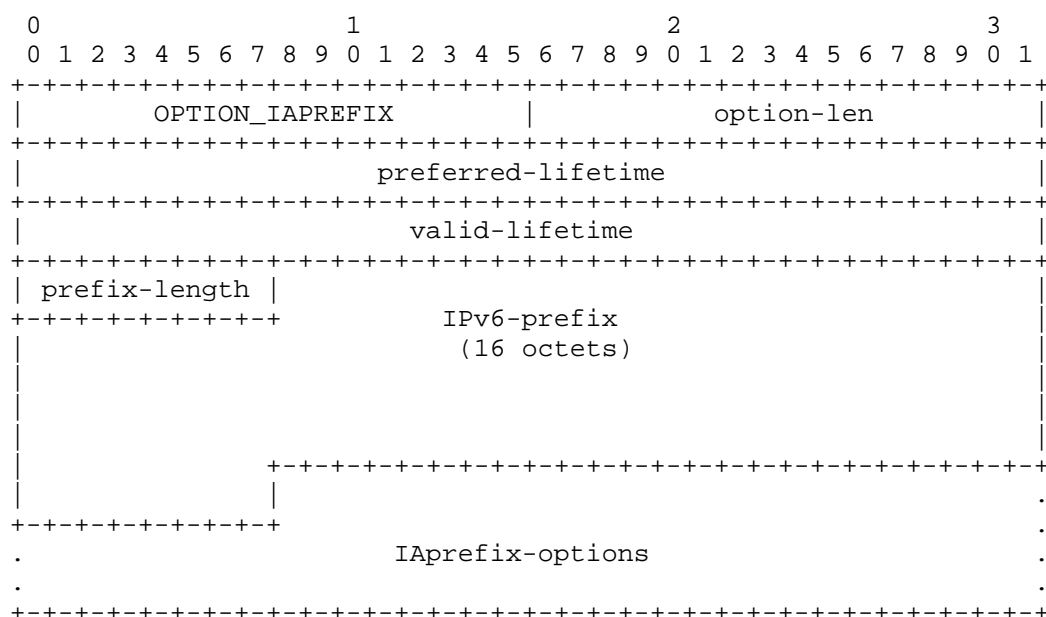 0                   1                   2                   3
 0 1 2 3 4 5 6 7 8 9 0 1 2 3 4 5 6 7 8 9 0 1 2 3 4 5 6 7 8 9 0 1
+-+-+-+-+-+-+-+-+-+-+-+-+-+-+-+-+-+-+-+-+-+-+-+-+-+-+-+-+-+-+-+-+
|        OPTION_IAPREFIX        |           option-len          |
+-+-+-+-+-+-+-+-+-+-+-+-+-+-+-+-+-+-+-+-+-+-+-+-+-+-+-+-+-+-+-+-+
|                      preferred-lifetime                       |
+-+-+-+-+-+-+-+-+-+-+-+-+-+-+-+-+-+-+-+-+-+-+-+-+-+-+-+-+-+-+-+-+
|                        valid-lifetime                         |
+-+-+-+-+-+-+-+-+-+-+-+-+-+-+-+-+-+-+-+-+-+-+-+-+-+-+-+-+-+-+-+-+
| prefix-length |                                               |
+-+-+-+-+-+-+-+-+          IPv6-prefix                          |
|                           (16 octets)                         |
|                                                               |
|                                                               |
|                                                               |
|               +-+-+-+-+-+-+-+-+-+-+-+-+-+-+-+-+-+-+-+-+-+-+-+-+
|               |                                               .
+-+-+-+-+-+-+-+-+                                               .
.                       IAprefix-options                        .
.                                                               .
+-+-+-+-+-+-+-+-+-+-+-+-+-+-+-+-+-+-+-+-+-+-+-+-+-+-+-+-+-+-+-+-+